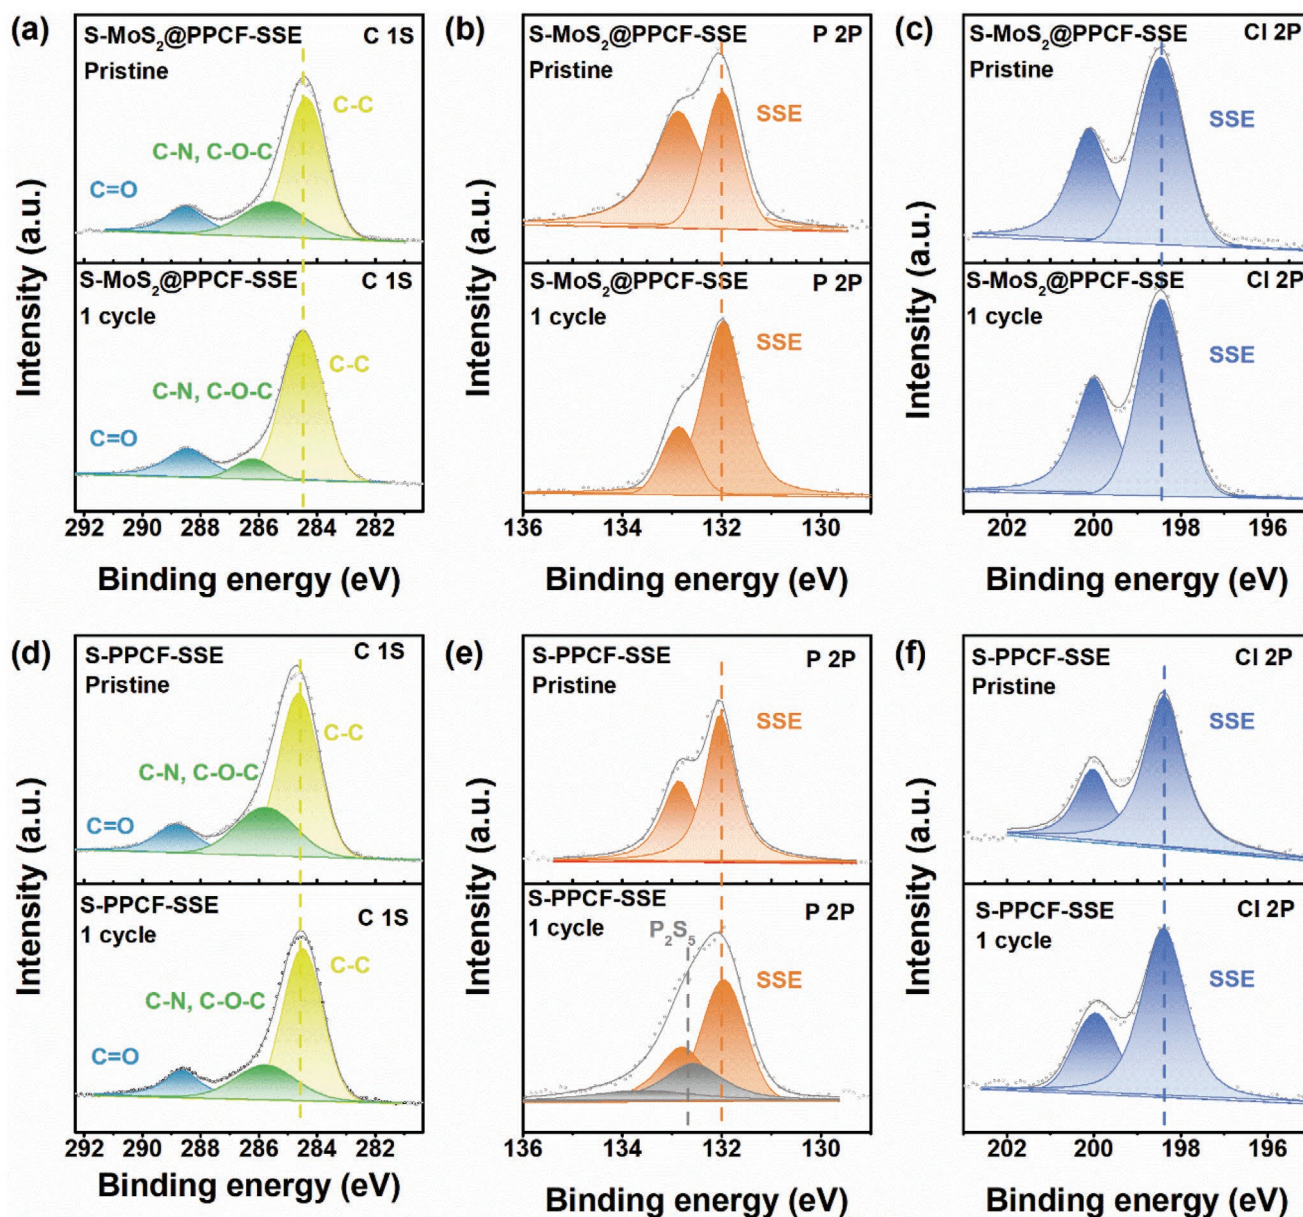 (a)
S-MoS₂@PPCF-SSE C 1S
Pristine
C-C
C-N, C-O-C
C=O
S-MoS₂@PPCF-SSE C 1S
1 cycle
C-C
C-N, C-O-C
C=O
Intensity (a.u.)
292 290 288 286 284 282
Binding energy (eV)
(b)
S-MoS₂@PPCF-SSE P 2P
Pristine
SSE
S-MoS₂@PPCF-SSE P 2P
1 cycle
SSE
Intensity (a.u.)
136 134 132 130
Binding energy (eV)
(c)
S-MoS₂@PPCF-SSE Cl 2P
Pristine
SSE
S-MoS₂@PPCF-SSE Cl 2P
1 cycle
SSE
Intensity (a.u.)
202 200 198 196
Binding energy (eV)
(d)
S-PPCF-SSE C 1S
Pristine
C-C
C-N, C-O-C
C=O
S-PPCF-SSE C 1S
1 cycle
C-C
C-N, C-O-C
C=O
Intensity (a.u.)
292 290 288 286 284 282
Binding energy (eV)
(e)
S-PPCF-SSE P 2P
Pristine
SSE
S-PPCF-SSE P 2P
1 cycle
P₂S₅
SSE
Intensity (a.u.)
136 134 132 130
Binding energy (eV)
(f)
S-PPCF-SSE Cl 2P
Pristine
SSE
S-PPCF-SSE Cl 2P
1 cycle
SSE
Intensity (a.u.)
202 200 198 196
Binding energy (eV)